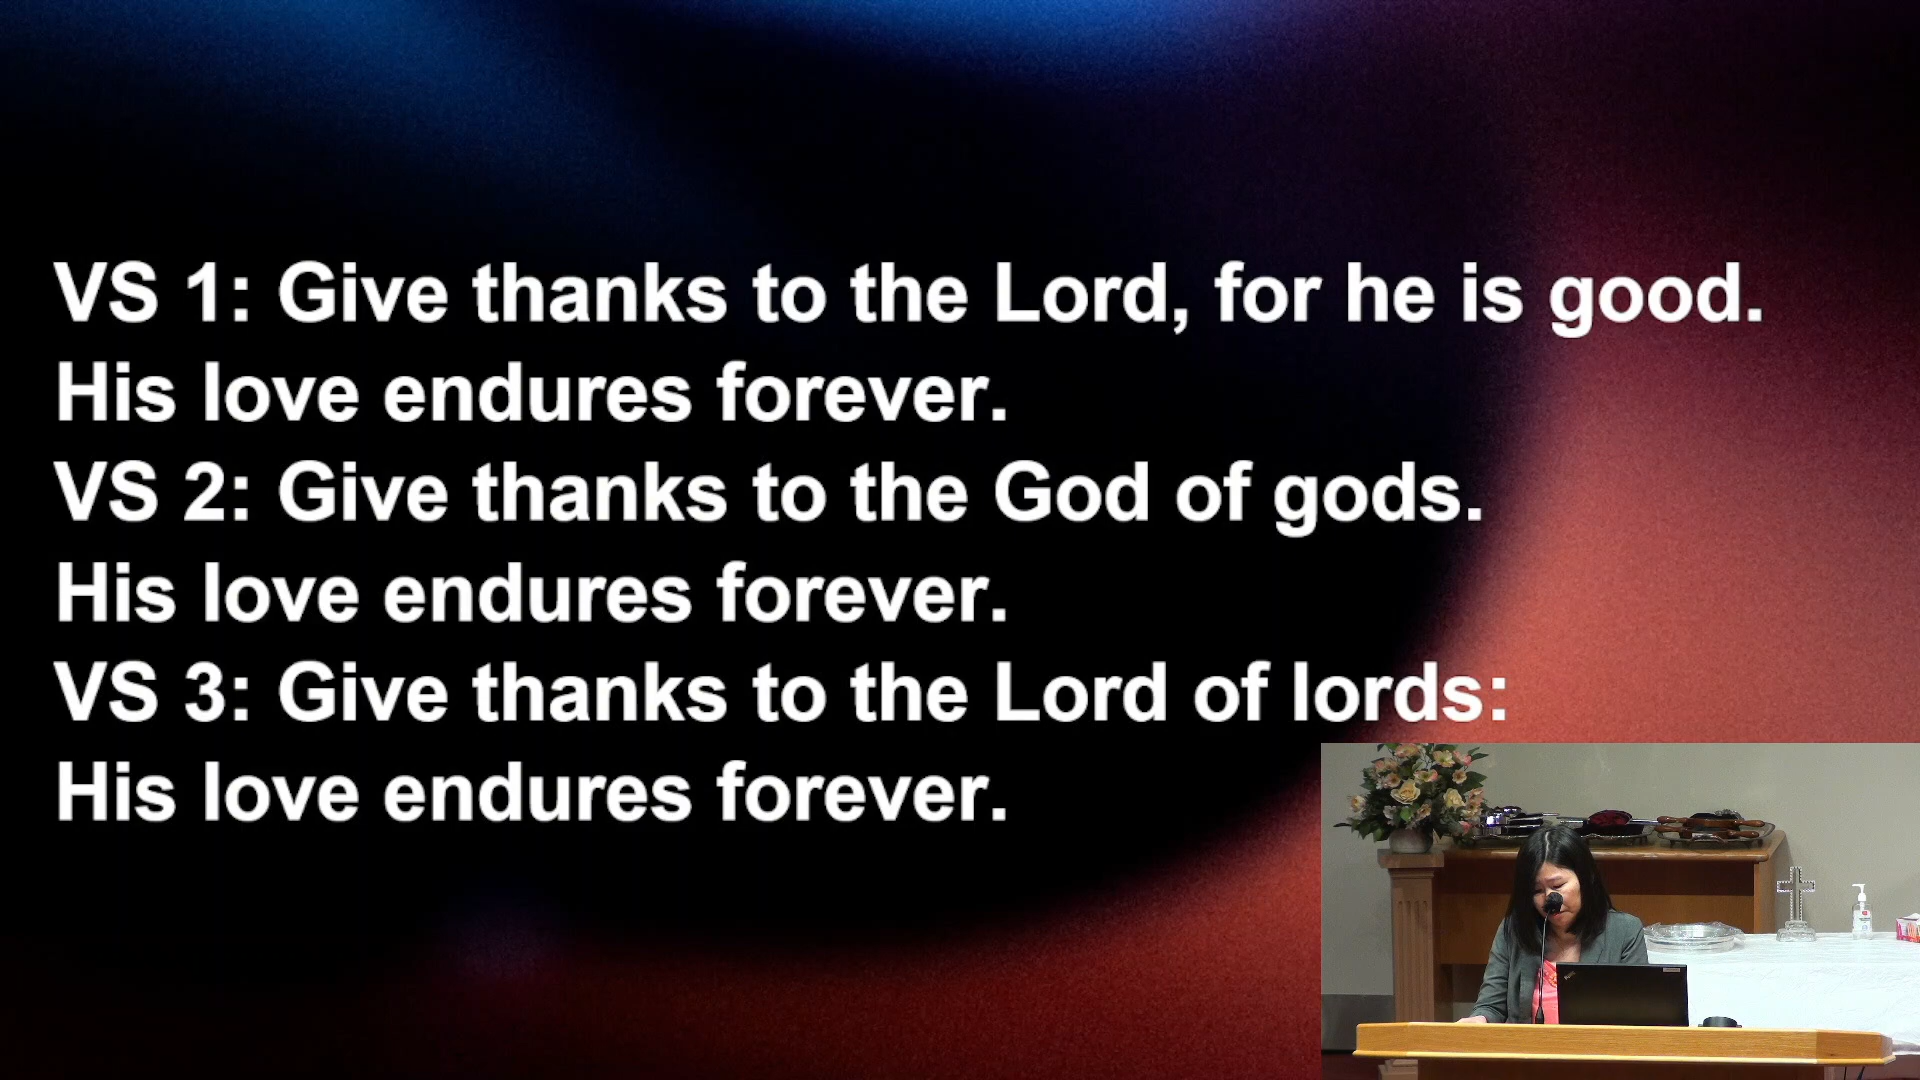 VS 1: Give thanks to the Lord, for he is good.
His love endures forever.
VS 2: Give thanks to the God of gods.
His love endures forever.
VS 3: Give thanks to the Lord of lords:
His love endures forever.